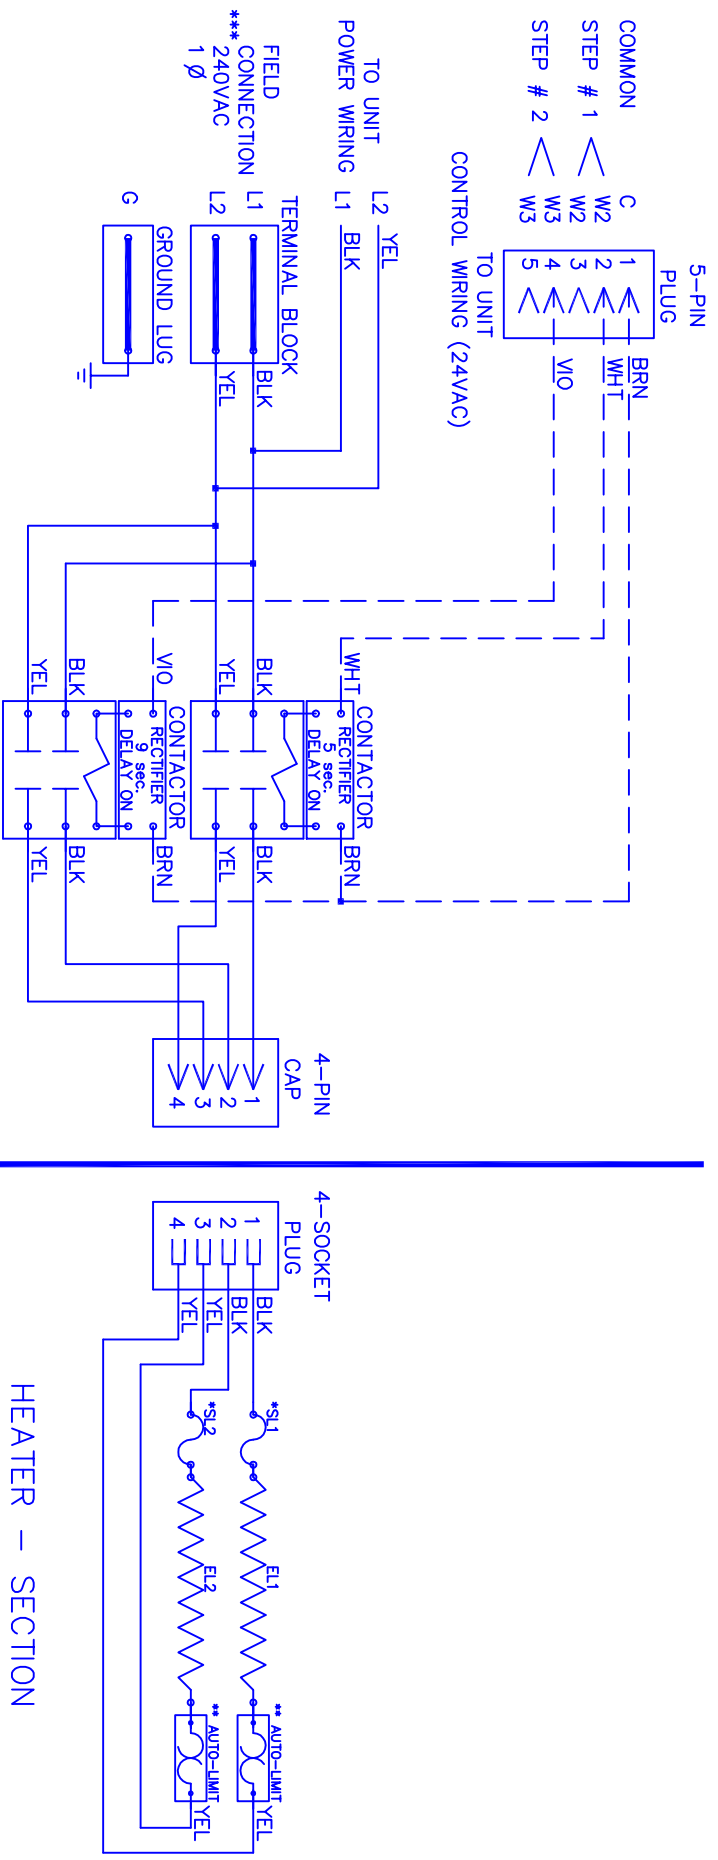 5-PIN
PLUG
COMMON
STEP # 1
STEP # 2
C
W2
W2
W3
W3
1
2
3
4
5
BRN
WHT
VIO
TO UNIT
CONTROL WIRING (24VAC)
TO UNIT
POWER WIRING
L2
L1
YEL
BLK
FIELD
*** CONNECTION
240VAC
1 Ø
L1
L2
TERMINAL BLOCK
BLK
YEL
G
GROUND LUG
WHT
BLK
YEL
CONTACTOR
RECTIFIER
5 sec.
DELAY ON
BRN
BLK
YEL
VIO
BLK
YEL
CONTACTOR
RECTIFIER
9 sec.
DELAY ON
BRN
BLK
YEL
4-PIN
CAP
1
2
3
4
4-SOCKET
PLUG
1
2
3
4
BLK
BLK
YEL
YEL
*SL1
EL1
** AUTO-LIMIT
YEL
*SL2
EL2
** AUTO-LIMIT
YEL
HEATER - SECTION